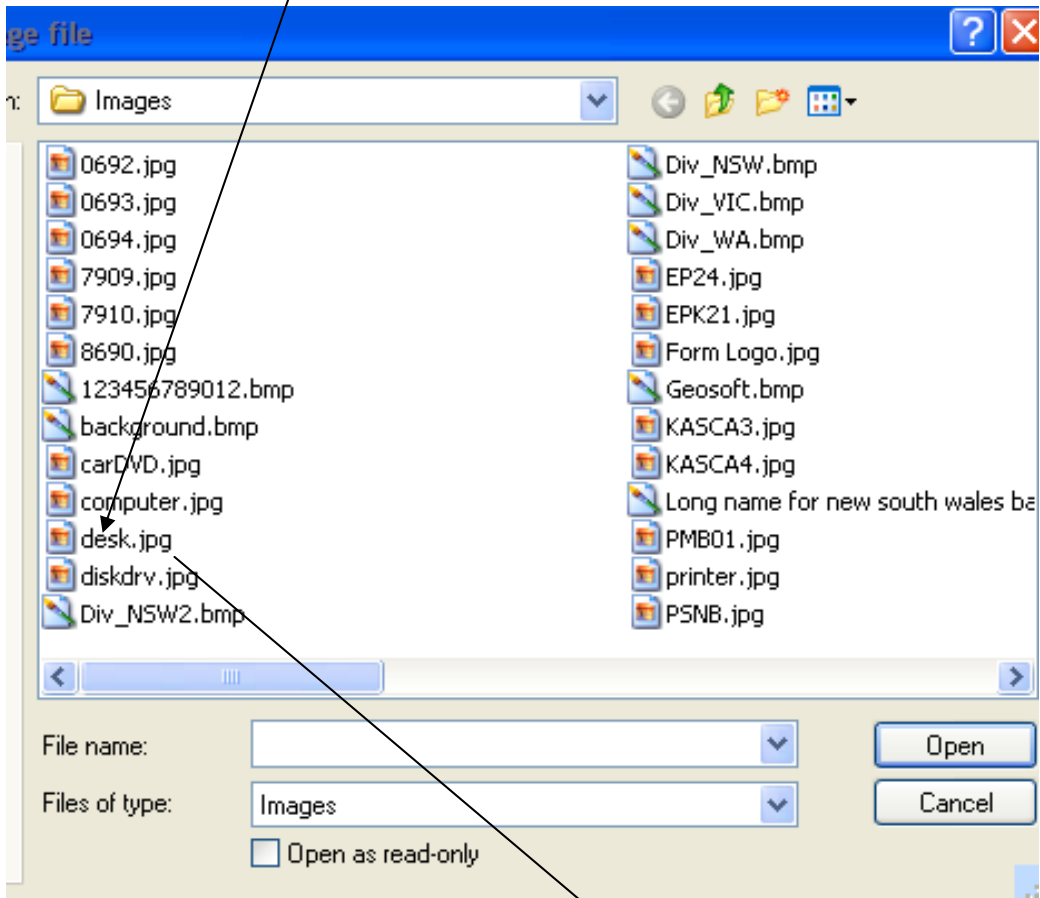 ge file
n: Images
0692.jpg
0693.jpg
0694.jpg
7909.jpg
7910.jpg
8690.jpg
123456789012.bmp
background.bmp
carDVD.jpg
computer.jpg
desk.jpg
diskdrv.jpg
Div_NSW2.bmp
Div_NSW.bmp
Div_VIC.bmp
Div_WA.bmp
EP24.jpg
EPK21.jpg
Form Logo.jpg
Geosoft.bmp
KASCA3.jpg
KASCA4.jpg
Long name for new south wales ba
PMB01.jpg
printer.jpg
PSNB.jpg
File name:
Open
Files of type: Images
Cancel
Open as read-only